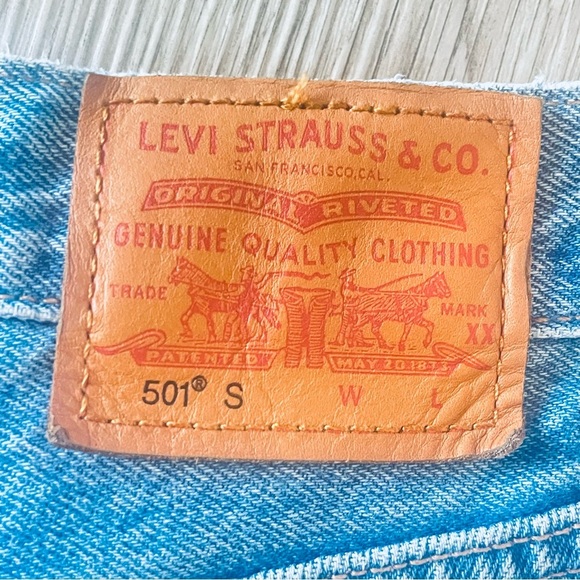 LEVI STRAUSS & CO.
SAN FRANCISCO, CAL.
ORIGINAL RIVETED
GENUINE QUALITY CLOTHING
TRADE MARK
XX
PATENTED MAY 20 1873
501® S W L